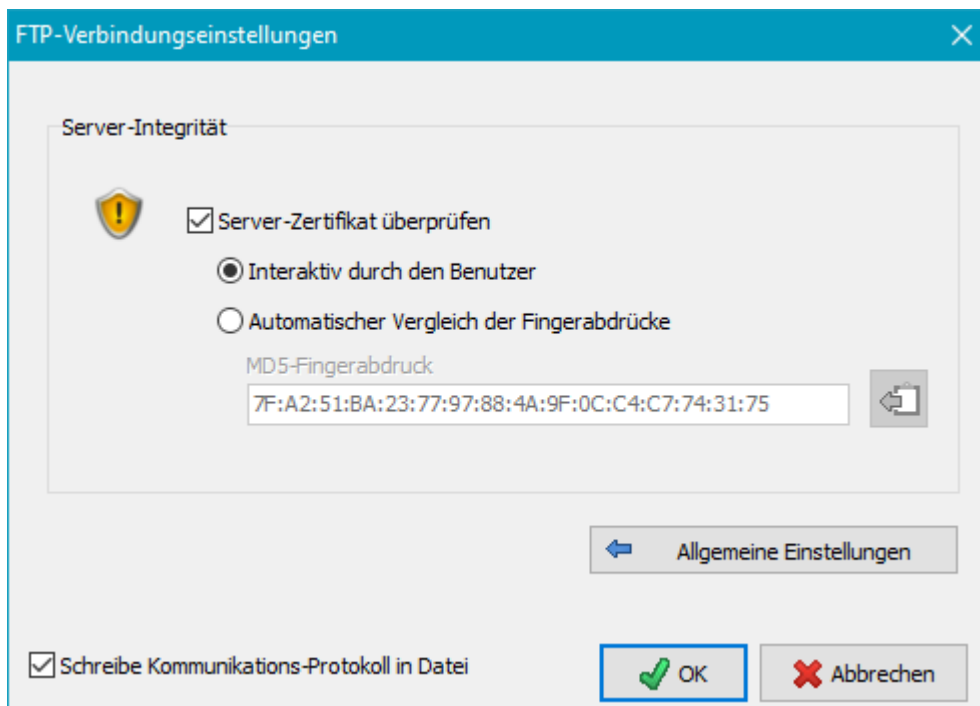 FTP-Verbindungseinstellungen
Server-Integrität
Server-Zertifikat überprüfen
Interaktiv durch den Benutzer
Automatischer Vergleich der Fingerabdrücke
MD5-Fingerabdruck
7F:A2:51:BA:23:77:97:88:4A:9F:0C:C4:C7:74:31:75
Allgemeine Einstellungen
Schreibe Kommunikations-Protokoll in Datei
OK
Abbrechen